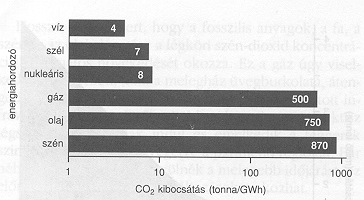 energiahordozó
víz 4
szél 7
nukleáris 8
gáz 500
olaj 750
szén 870
1 10 100 1000
CO₂ kibocsátás (tonna/GWh)